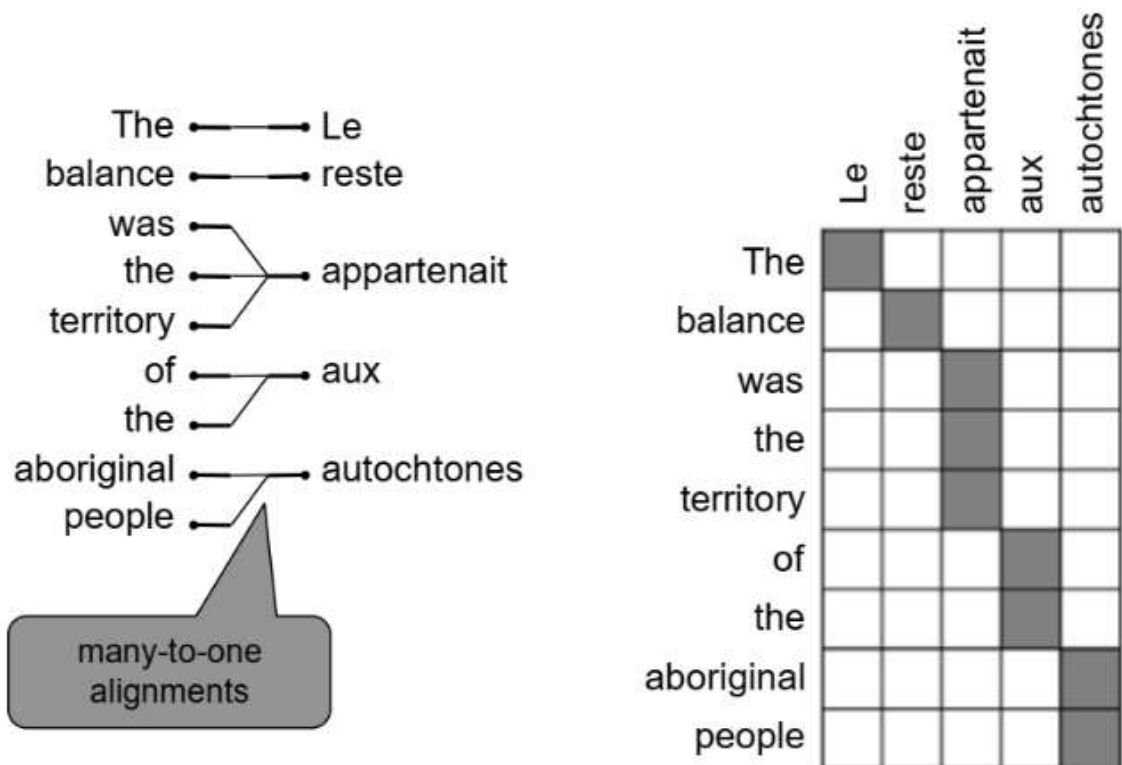 The Le
balance reste
was
the appartenait
territory
of aux
the
aboriginal autochtones
people
many-to-one
alignments
Le reste appartenait aux autochtones
The
balance
was
the
territory
of
the
aboriginal
people